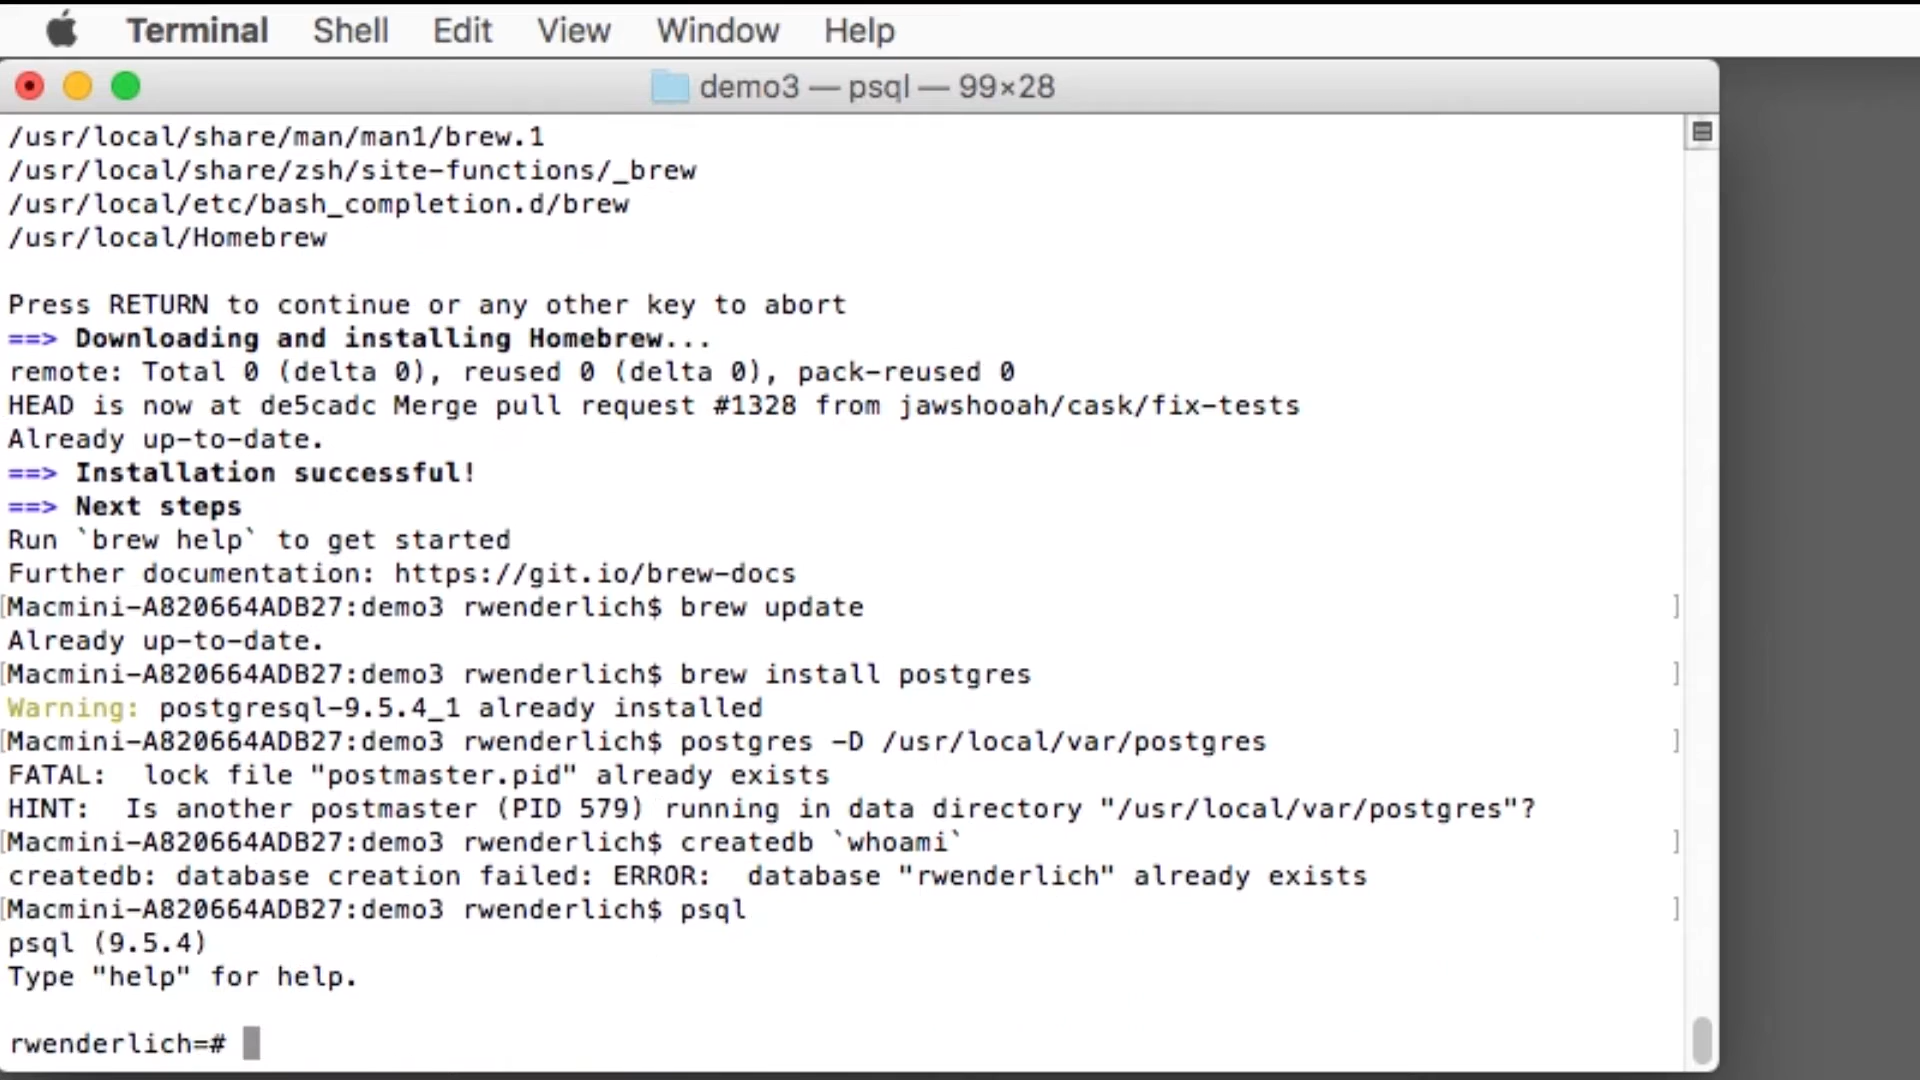 Terminal Shell Edit View Window Help
demo3 — psql — 99×28
/usr/local/share/man/man1/brew.1
/usr/local/share/zsh/site-functions/_brew
/usr/local/etc/bash_completion.d/brew
/usr/local/Homebrew
Press RETURN to continue or any other key to abort
==> Downloading and installing Homebrew...
remote: Total 0 (delta 0), reused 0 (delta 0), pack-reused 0
HEAD is now at de5cadc Merge pull request #1328 from jawshooah/cask/fix-tests
Already up-to-date.
==> Installation successful!
==> Next steps
Run `brew help` to get started
Further documentation: https://git.io/brew-docs
[Macmini-A820664ADB27:demo3 rwenderlich$ brew update ]
Already up-to-date.
[Macmini-A820664ADB27:demo3 rwenderlich$ brew install postgres ]
Warning: postgresql-9.5.4_1 already installed
[Macmini-A820664ADB27:demo3 rwenderlich$ postgres -D /usr/local/var/postgres ]
FATAL:  lock file "postmaster.pid" already exists
HINT:  Is another postmaster (PID 579) running in data directory "/usr/local/var/postgres"?
[Macmini-A820664ADB27:demo3 rwenderlich$ createdb `whoami` ]
createdb: database creation failed: ERROR:  database "rwenderlich" already exists
[Macmini-A820664ADB27:demo3 rwenderlich$ psql ]
psql (9.5.4)
Type "help" for help.
rwenderlich=#